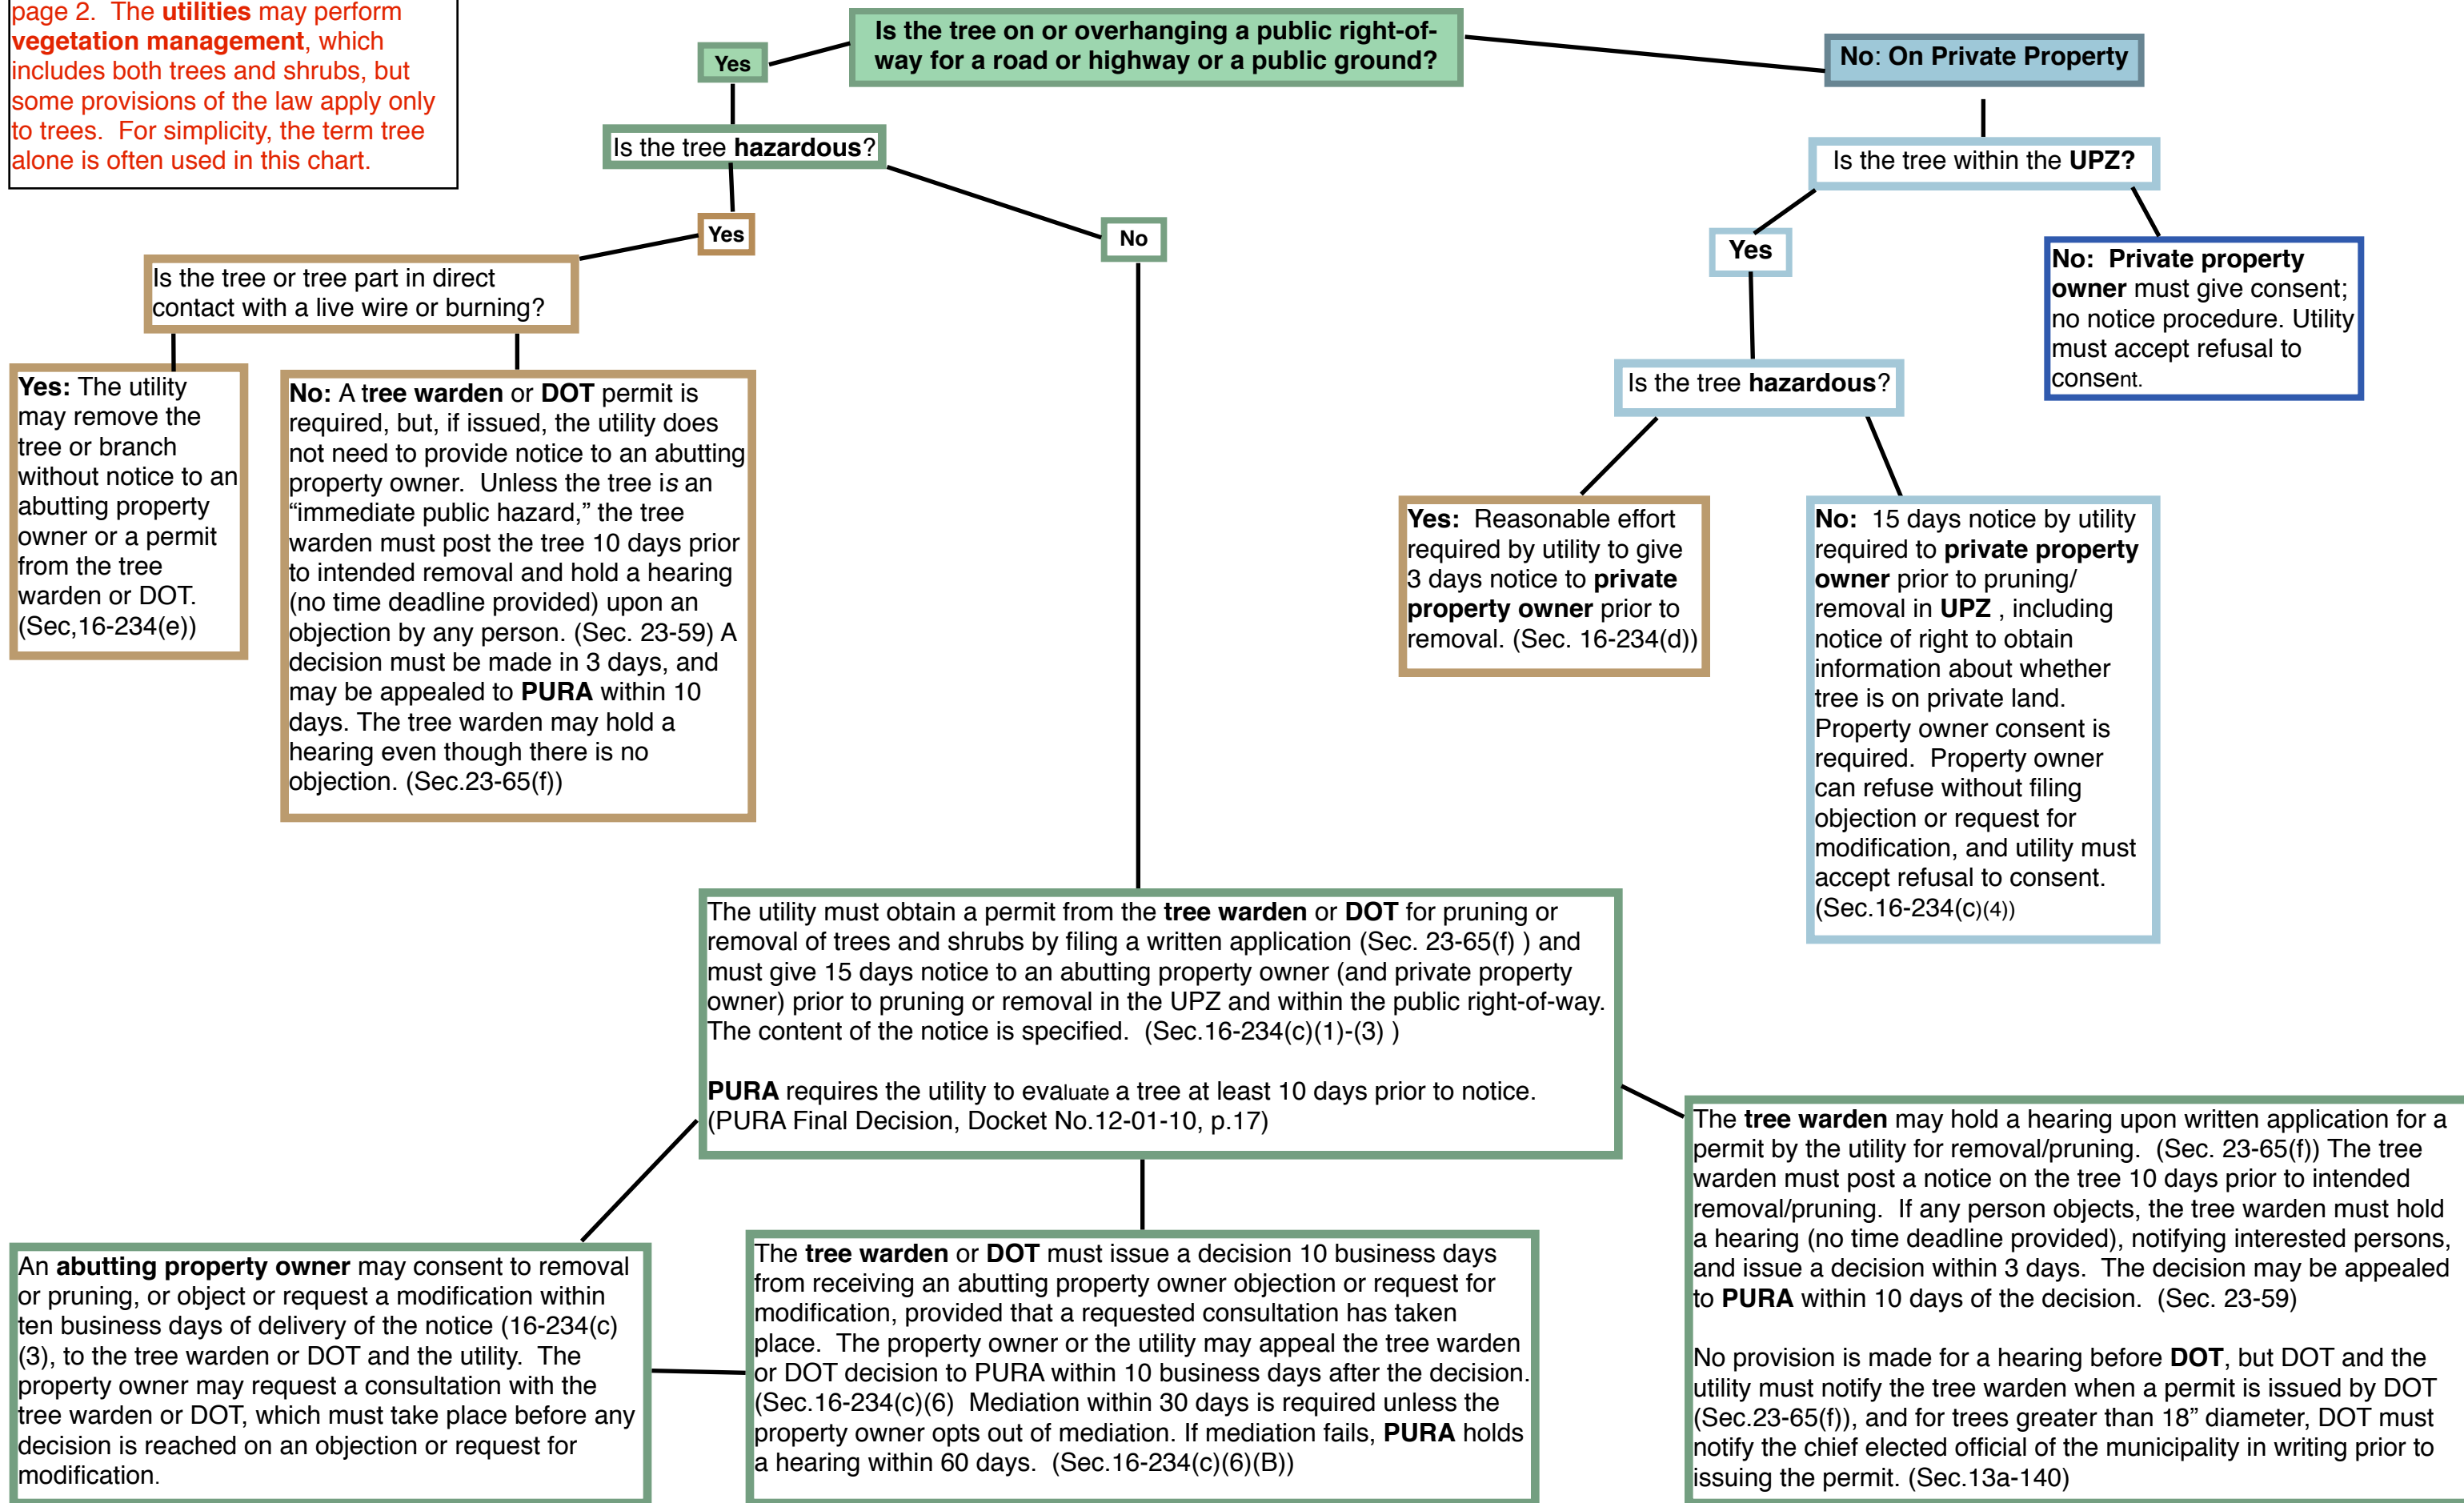 page 2.  The utilities may perform
vegetation management, which
includes both trees and shrubs, but
some provisions of the law apply only
to trees.  For simplicity, the term tree
alone is often used in this chart.
Is the tree on or overhanging a public right-of-
way for a road or highway or a public ground?
Yes
No: On Private Property
Is the tree hazardous?
Is the tree within the UPZ?
Yes
No
Yes
No:  Private property
owner must give consent;
no notice procedure. Utility
must accept refusal to
consent.
Is the tree or tree part in direct
contact with a live wire or burning?
Is the tree hazardous?
Yes: The utility
may remove the
tree or branch
without notice to an
abutting property
owner or a permit
from the tree
warden or DOT.
(Sec,16-234(e))
No: A tree warden or DOT permit is
required, but, if issued, the utility does
not need to provide notice to an abutting
property owner.  Unless the tree is an
“immediate public hazard,” the tree
warden must post the tree 10 days prior
to intended removal and hold a hearing
(no time deadline provided) upon an
objection by any person. (Sec. 23-59) A
decision must be made in 3 days, and
may be appealed to PURA within 10
days. The tree warden may hold a
hearing even though there is no
objection. (Sec.23-65(f))
Yes:  Reasonable effort
required by utility to give
3 days notice to private
property owner prior to
removal. (Sec. 16-234(d))
No:  15 days notice by utility
required to private property
owner prior to pruning/
removal in UPZ , including
notice of right to obtain
information about whether
tree is on private land.
Property owner consent is
required.  Property owner
can refuse without filing
objection or request for
modification, and utility must
accept refusal to consent.
(Sec.16-234(c)(4))
The utility must obtain a permit from the tree warden or DOT for pruning or
removal of trees and shrubs by filing a written application (Sec. 23-65(f) ) and
must give 15 days notice to an abutting property owner (and private property
owner) prior to pruning or removal in the UPZ and within the public right-of-way.
The content of the notice is specified.  (Sec.16-234(c)(1)-(3) )
PURA requires the utility to evaluate a tree at least 10 days prior to notice.
(PURA Final Decision, Docket No.12-01-10, p.17)
An abutting property owner may consent to removal
or pruning, or object or request a modification within
ten business days of delivery of the notice (16-234(c)
(3), to the tree warden or DOT and the utility.  The
property owner may request a consultation with the
tree warden or DOT, which must take place before any
decision is reached on an objection or request for
modification.
The tree warden or DOT must issue a decision 10 business days
from receiving an abutting property owner objection or request for
modification, provided that a requested consultation has taken
place.  The property owner or the utility may appeal the tree warden
or DOT decision to PURA within 10 business days after the decision.
(Sec.16-234(c)(6)  Mediation within 30 days is required unless the
property owner opts out of mediation. If mediation fails, PURA holds
a hearing within 60 days.  (Sec.16-234(c)(6)(B))
The tree warden may hold a hearing upon written application for a
permit by the utility for removal/pruning.  (Sec. 23-65(f)) The tree
warden must post a notice on the tree 10 days prior to intended
removal/pruning.  If any person objects, the tree warden must hold
a hearing (no time deadline provided), notifying interested persons,
and issue a decision within 3 days.  The decision may be appealed
to PURA within 10 days of the decision.  (Sec. 23-59)
No provision is made for a hearing before DOT, but DOT and the
utility must notify the tree warden when a permit is issued by DOT
(Sec.23-65(f)), and for trees greater than 18” diameter, DOT must
notify the chief elected official of the municipality in writing prior to
issuing the permit. (Sec.13a-140)